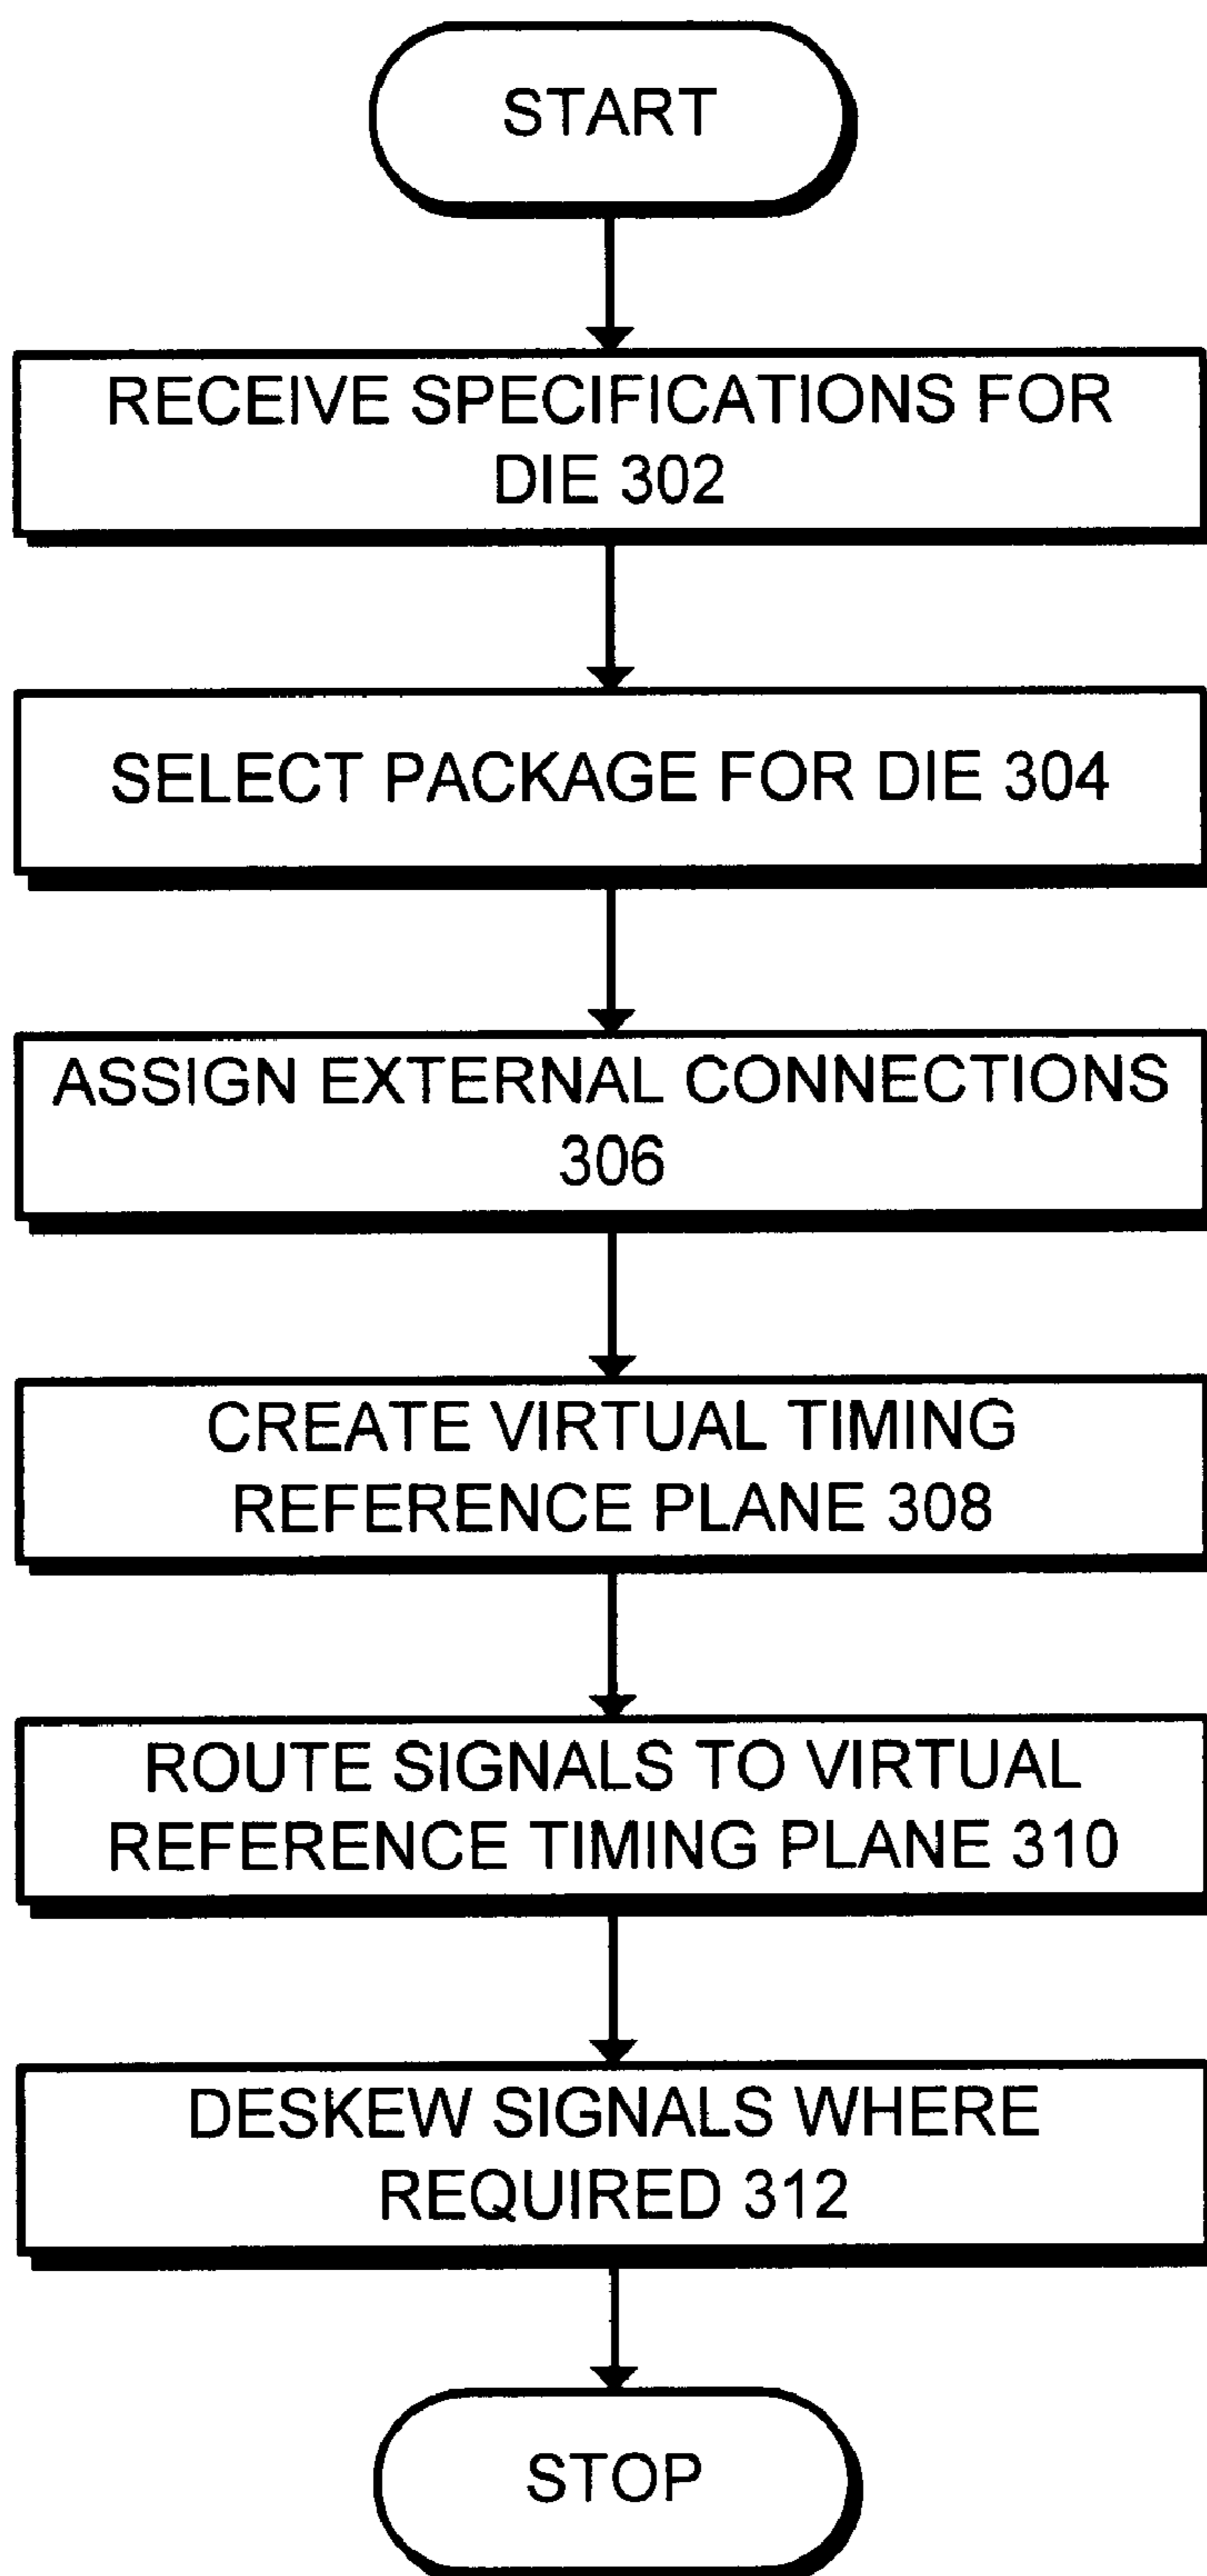 START
RECEIVE SPECIFICATIONS FOR
DIE 302
SELECT PACKAGE FOR DIE 304
ASSIGN EXTERNAL CONNECTIONS
306
CREATE VIRTUAL TIMING
REFERENCE PLANE 308
ROUTE SIGNALS TO VIRTUAL
REFERENCE TIMING PLANE 310
DESKEW SIGNALS WHERE
REQUIRED 312
STOP